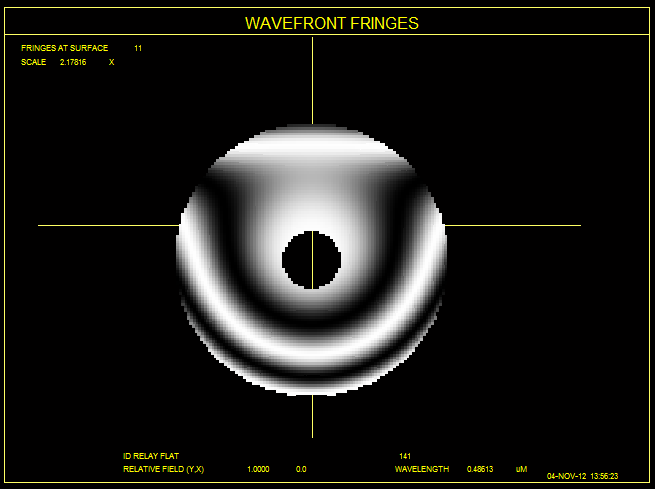 WAVEFRONT FRINGES
FRINGES AT SURFACE 11
SCALE 2.17816 X
ID RELAY FLAT 141
RELATIVE FIELD (Y,X) 1.0000 0.0 WAVELENGTH 0.48613 uM
04-NOV-12 13:56:23